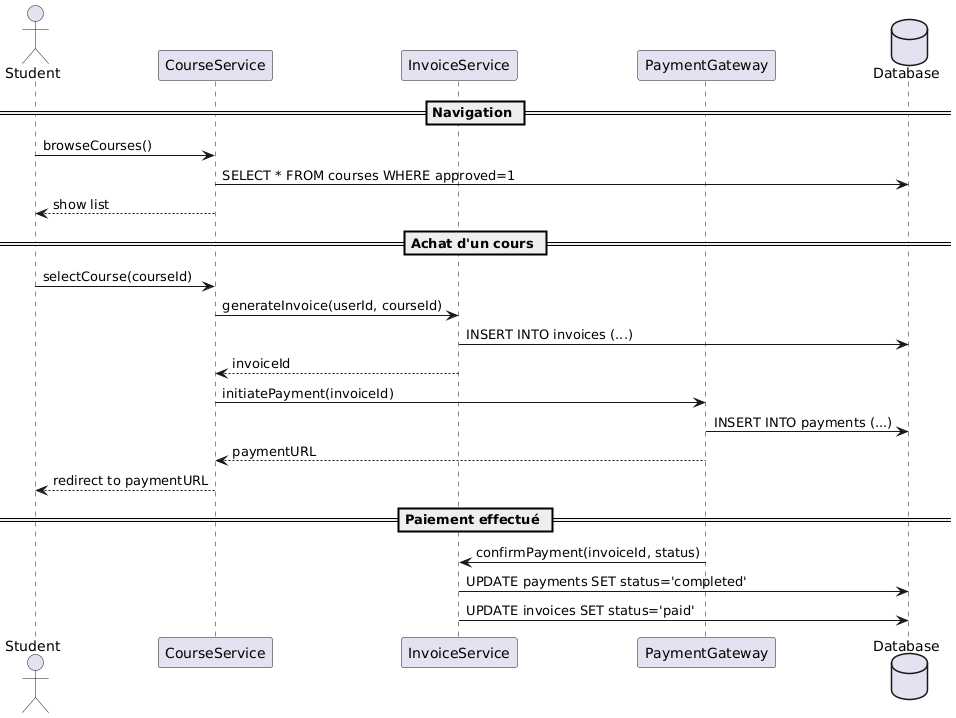 Student
CourseService
InvoiceService
PaymentGateway
Database
Navigation
browseCourses()
SELECT * FROM courses WHERE approved=1
show list
Achat d'un cours
selectCourse(courseId)
generateInvoice(userId, courseId)
INSERT INTO invoices (...)
invoiceId
initiatePayment(invoiceId)
INSERT INTO payments (...)
paymentURL
redirect to paymentURL
Paiement effectué
confirmPayment(invoiceId, status)
UPDATE payments SET status='completed'
UPDATE invoices SET status='paid'
Student
CourseService
InvoiceService
PaymentGateway
Database